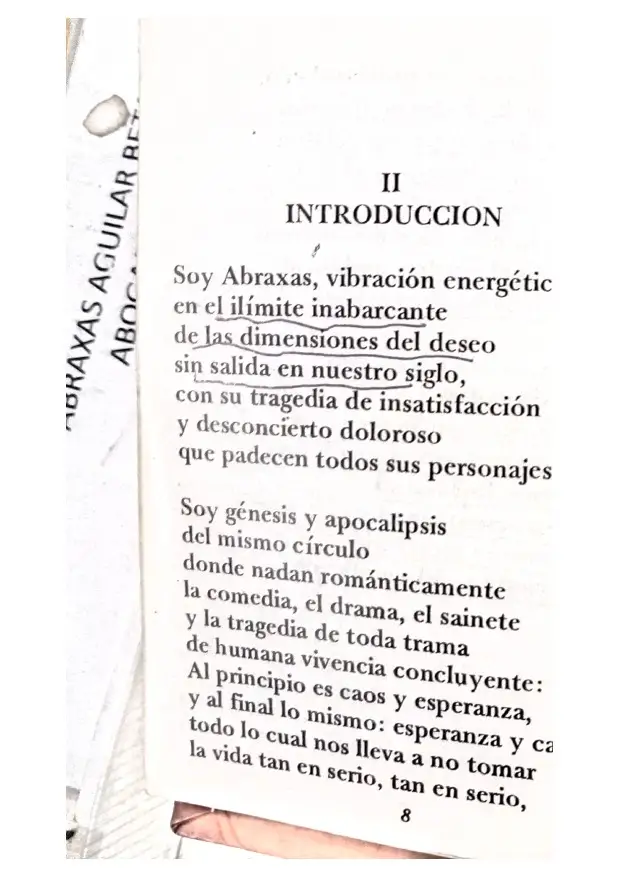 ABRAXAS AGUILAR
II
INTRODUCCION
Soy Abraxas, vibración energétic
en el ilímite inabarcante
de las dimensiones del deseo
sin salida en nuestro siglo,
con su tragedia de insatisfacción
y desconcierto doloroso
que padecen todos sus personajes
Soy génesis y apocalipsis
del mismo círculo
donde nadan románticamente
la comedia, el drama, el sainete
y la tragedia de toda trama
de humana vivencia concluyente:
Al principio es caos y esperanza,
y al final lo mismo: esperanza y ca
todo lo cual nos lleva a no tomar
la vida tan en serio, tan en serio,
8